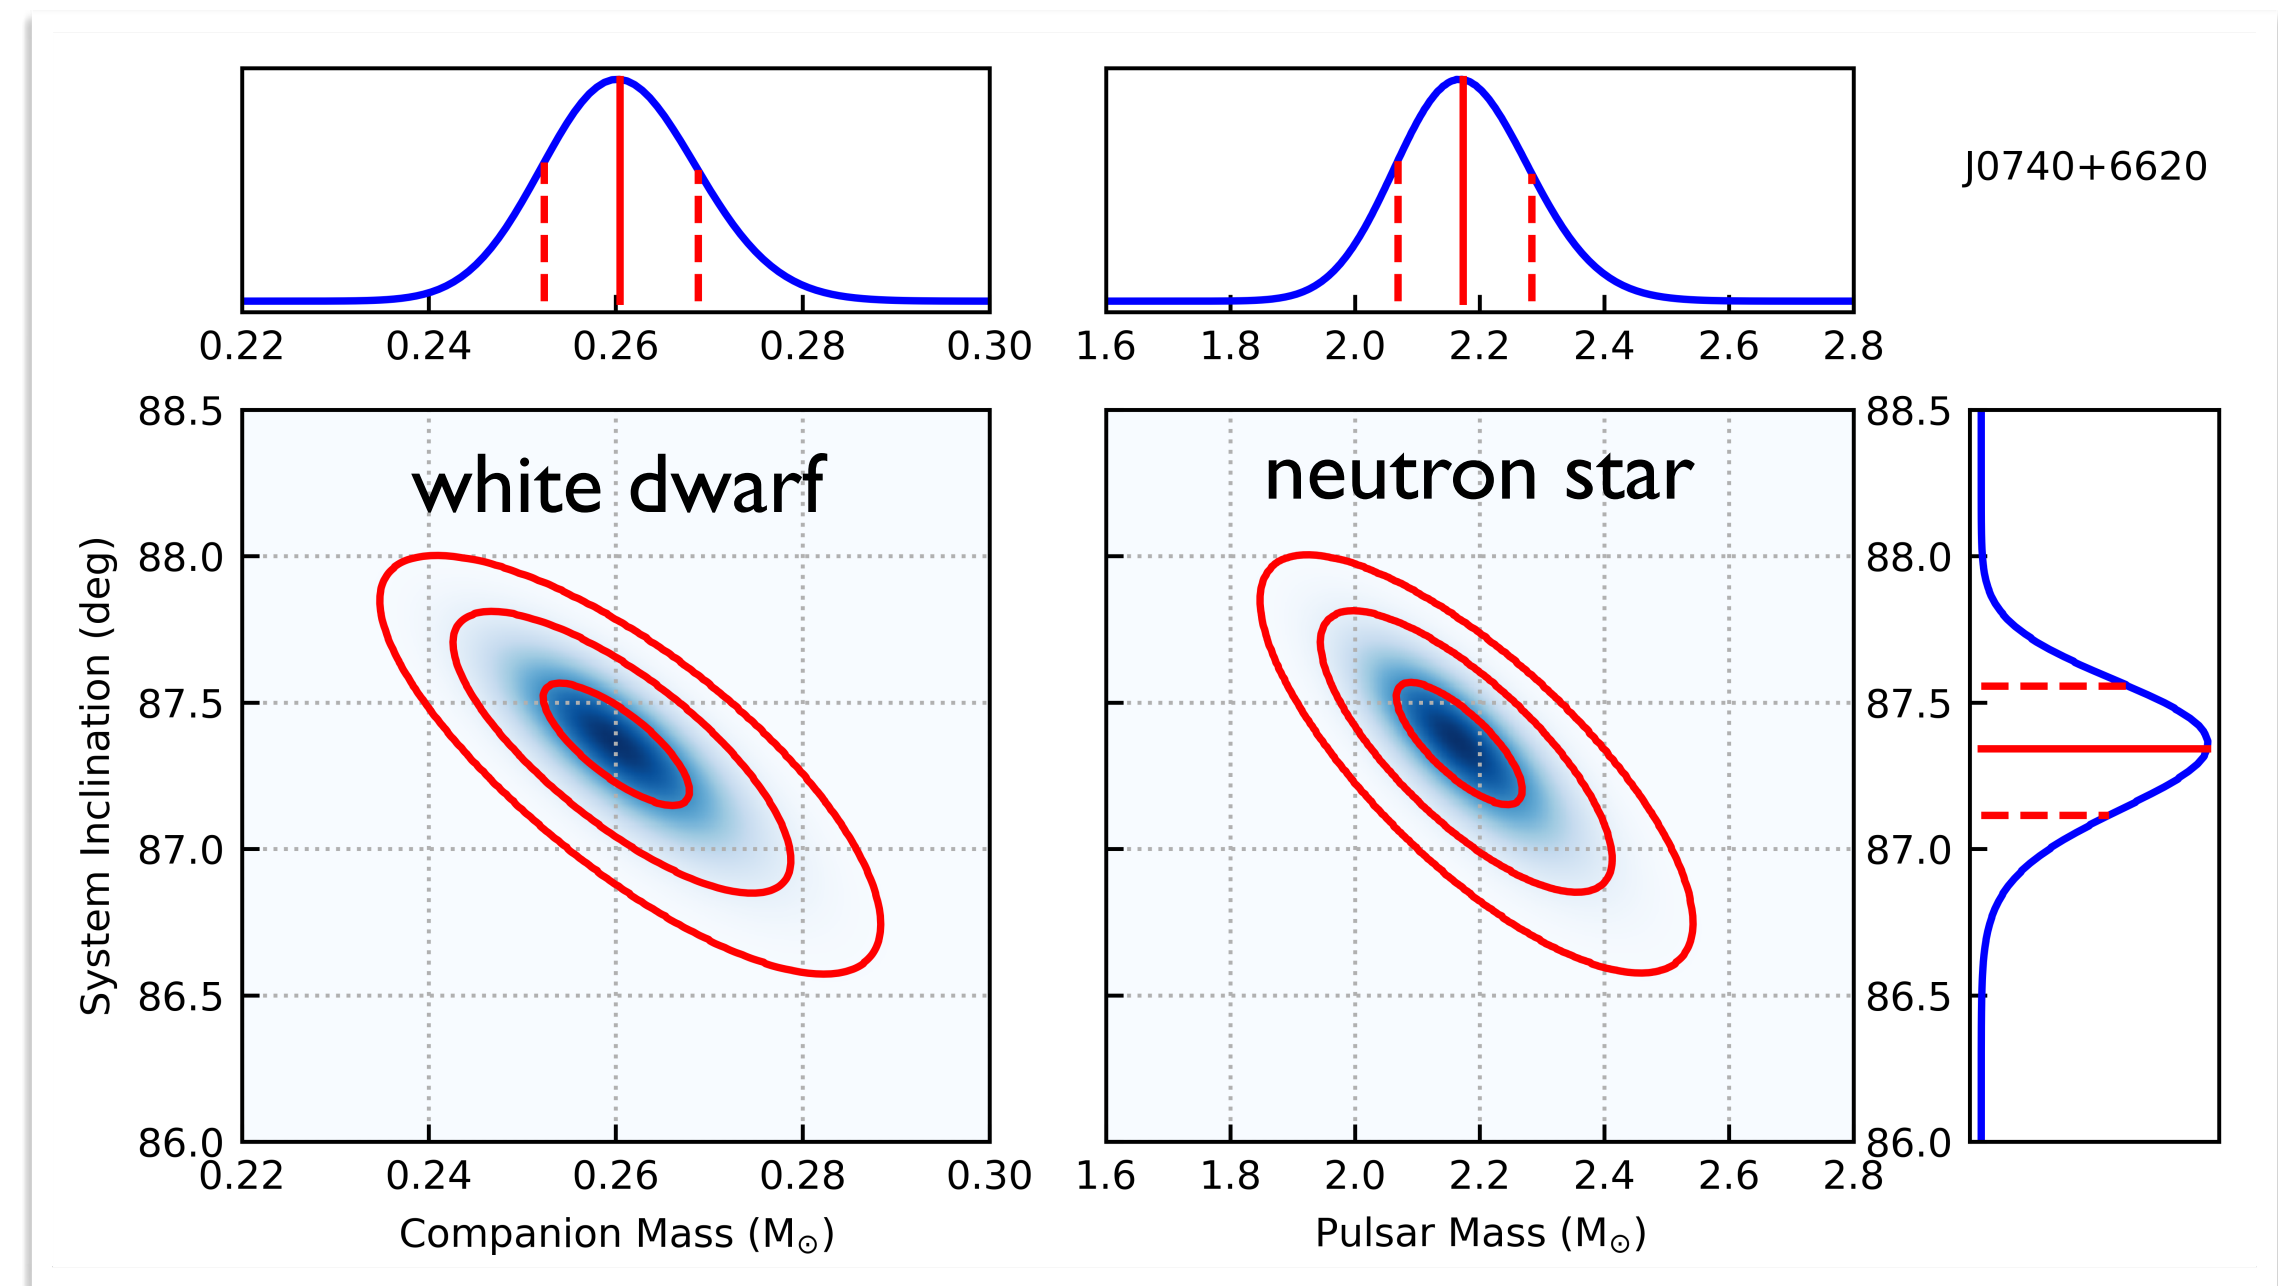 J0740+6620
0.22 0.24 0.26 0.28 0.30
1.6 1.8 2.0 2.2 2.4 2.6 2.8
white dwarf
neutron star
System Inclination (deg)
88.5
88.0
87.5
87.0
86.5
86.0
88.5
88.0
87.5
87.0
86.5
86.0
0.22 0.24 0.26 0.28 0.30
1.6 1.8 2.0 2.2 2.4 2.6 2.8
Companion Mass (M☉)
Pulsar Mass (M☉)